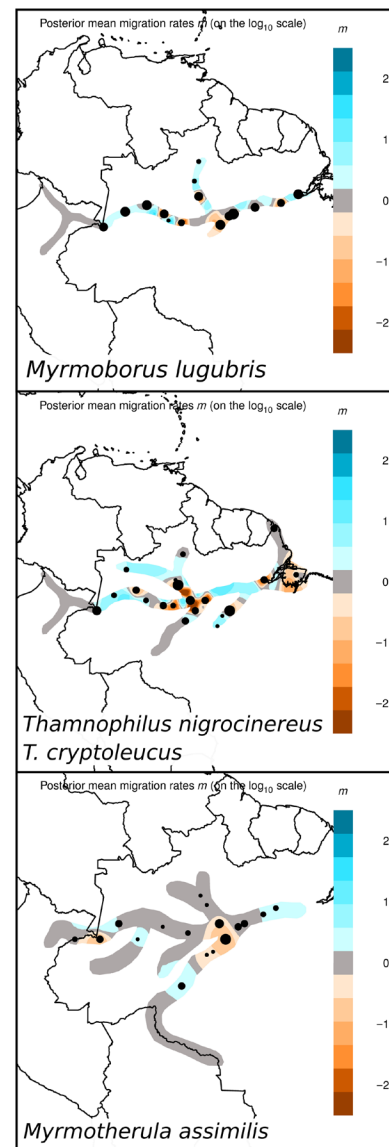 Posterior mean migration rates m (on the log10 scale)
m
2
1
0
−1
−2
Myrmoborus lugubris
Posterior mean migration rates m (on the log10 scale)
m
2
1
0
−1
−2
Thamnophilus nigrocinereus
T. cryptoleucus
Posterior mean migration rates m (on the log10 scale)
m
2
1
0
−1
−2
Myrmotherula assimilis